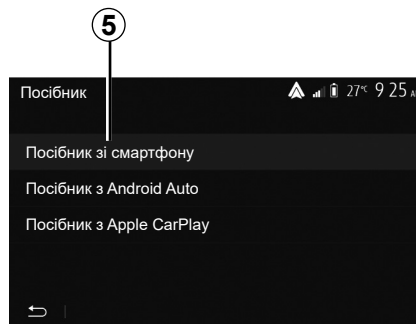 5
Посібник 27°C 9 25
Посібник зі смартфону
Посібник з Android Auto
Посібник з Apple CarPlay